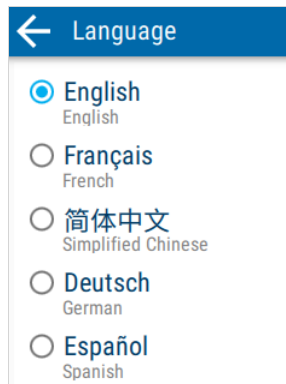 Language
English
English
Français
French
简体中文
Simplified Chinese
Deutsch
German
Español
Spanish